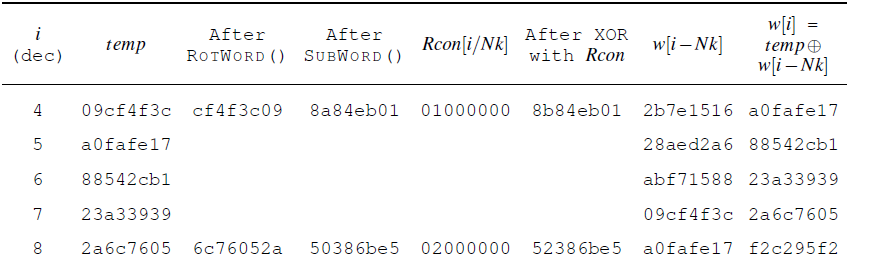 i (dec) temp After ROTWORD() After SUBWORD() Rcon[i/Nk] After XOR with Rcon w[i−Nk] w[i] = temp⊕ w[i−Nk]
4 09cf4f3c cf4f3c09 8a84eb01 01000000 8b84eb01 2b7e1516 a0fafe17
5 a0fafe17 28aed2a6 88542cb1
6 88542cb1 abf71588 23a33939
7 23a33939 09cf4f3c 2a6c7605
8 2a6c7605 6c76052a 50386be5 02000000 52386be5 a0fafe17 f2c295f2